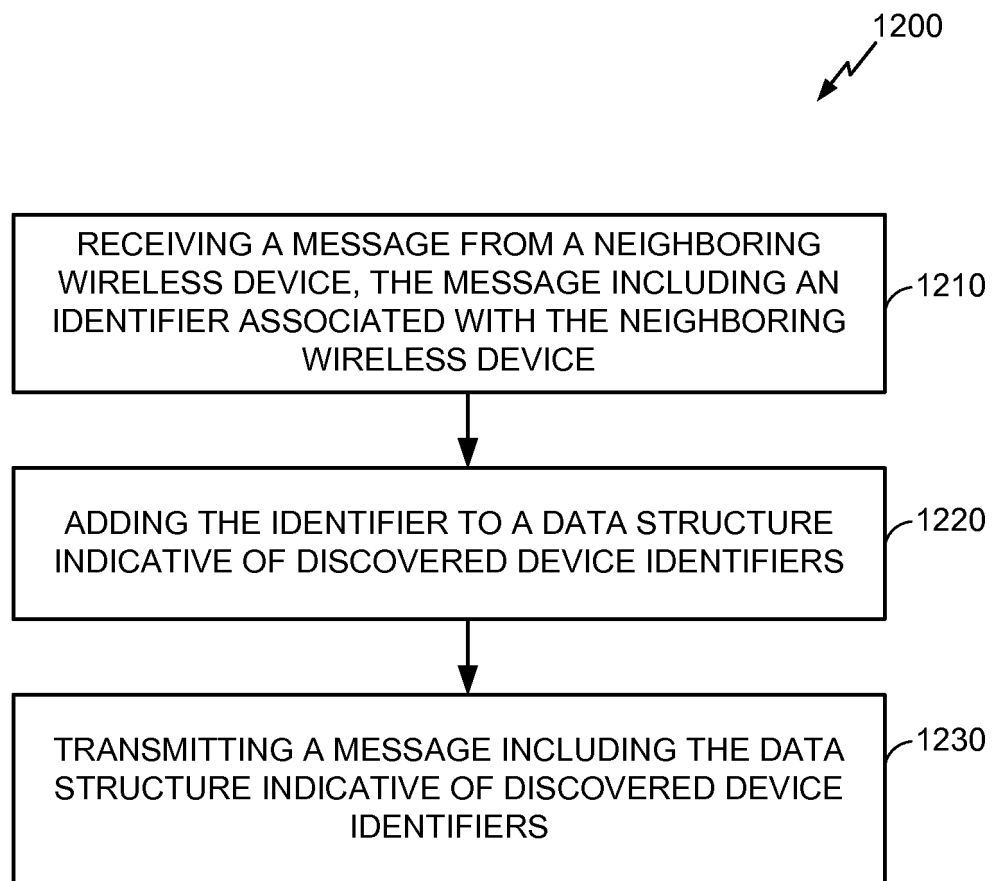 1200
RECEIVING A MESSAGE FROM A NEIGHBORING
WIRELESS DEVICE, THE MESSAGE INCLUDING AN
IDENTIFIER ASSOCIATED WITH THE NEIGHBORING
WIRELESS DEVICE
1210
ADDING THE IDENTIFIER TO A DATA STRUCTURE
INDICATIVE OF DISCOVERED DEVICE IDENTIFIERS
1220
TRANSMITTING A MESSAGE INCLUDING THE DATA
STRUCTURE INDICATIVE OF DISCOVERED DEVICE
IDENTIFIERS
1230